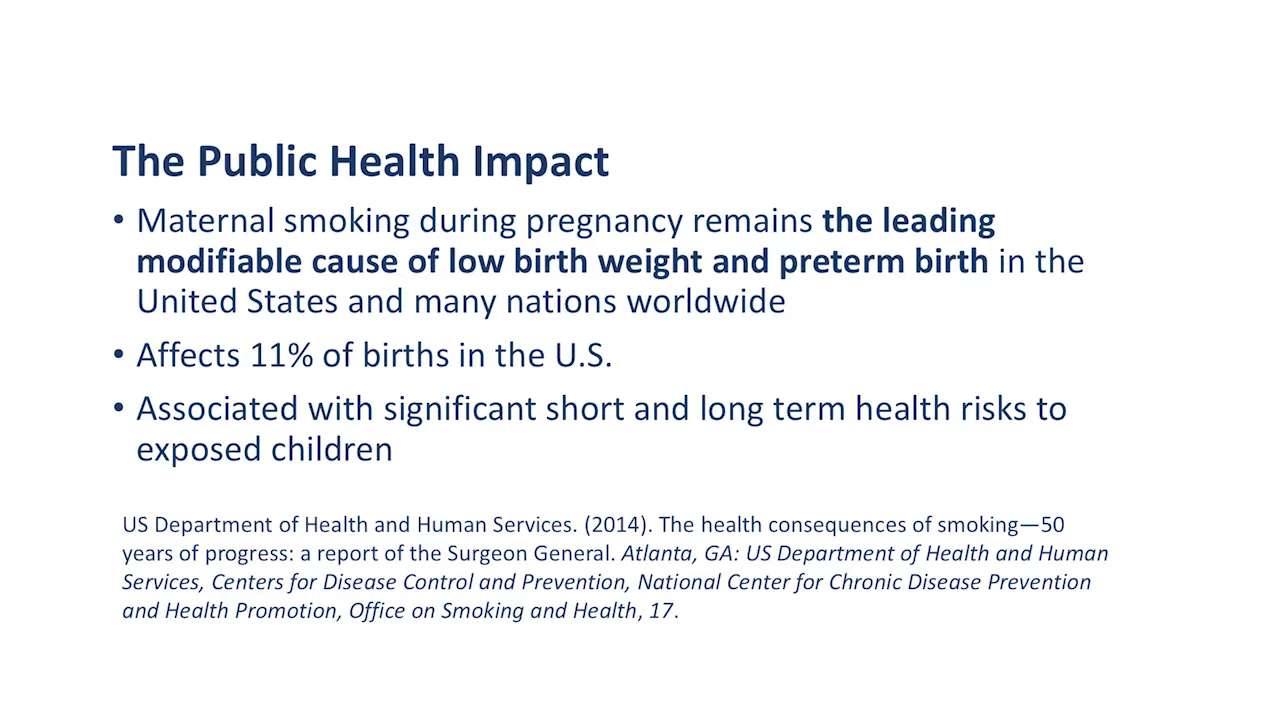 The Public Health Impact
• Maternal smoking during pregnancy remains the leading
modifiable cause of low birth weight and preterm birth in the
United States and many nations worldwide
• Affects 11% of births in the U.S.
• Associated with significant short and long term health risks to
exposed children
US Department of Health and Human Services. (2014). The health consequences of smoking—50
years of progress: a report of the Surgeon General. Atlanta, GA: US Department of Health and Human
Services, Centers for Disease Control and Prevention, National Center for Chronic Disease Prevention
and Health Promotion, Office on Smoking and Health, 17.